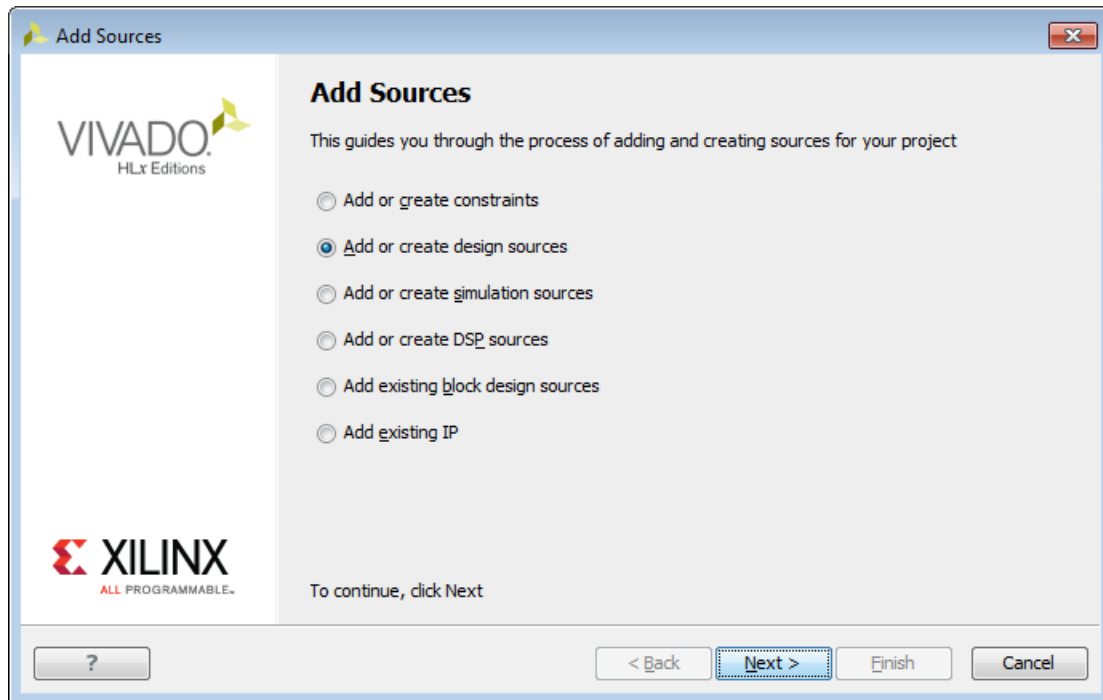 Add Sources
VIVADO.
HLx Editions
Add Sources
This guides you through the process of adding and creating sources for your project
Add or create constraints
Add or create design sources
Add or create simulation sources
Add or create DSP sources
Add existing block design sources
Add existing IP
XILINX
ALL PROGRAMMABLE™
To continue, click Next
?
< Back
Next >
Finish
Cancel